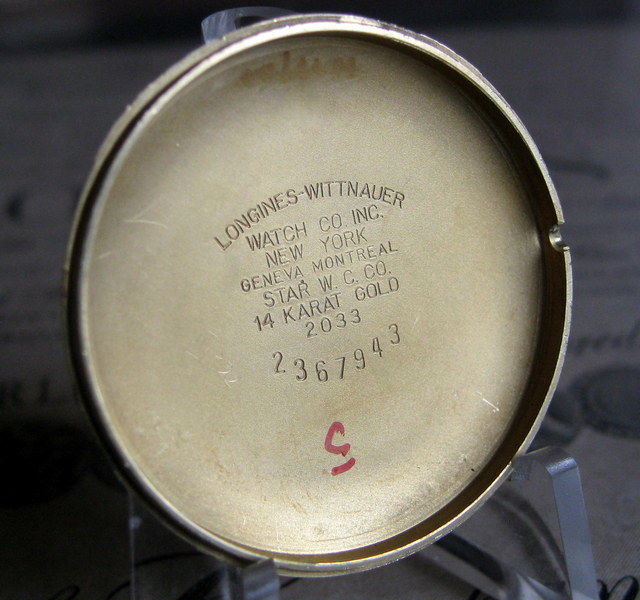 LONGINES-WITTNAUER
WATCH CO. INC.
NEW YORK
GENEVA MONTREAL
STAR W. C. CO.
14 KARAT GOLD
2033
2367943
S